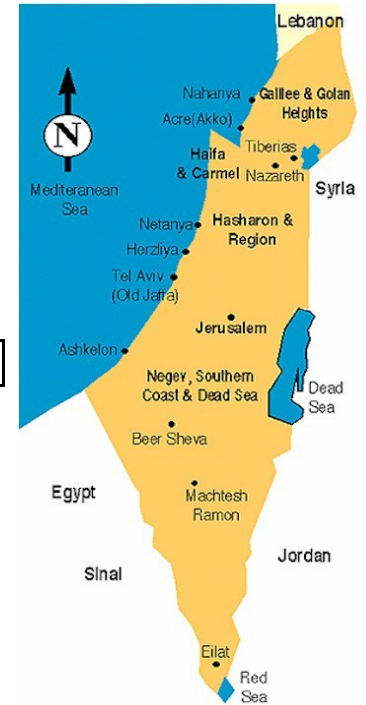 Lebanon
Nahariya
Galilee & Golan
Heights
Acre(Akko)
N
Haifa
& Carmel
Tiberias
Nazareth
Mediteranean
Sea
Syria
Netanya
Hasharon &
Region
Herzliya
Tel Aviv
(Old Jaffa)
Jerusalem
Ashkelon
Negev, Southern
Coast & Dead Sea
Dead
Sea
Beer Sheva
Egypt
Machtesh
Ramon
Jordan
Sinai
Eilat
Red
Sea